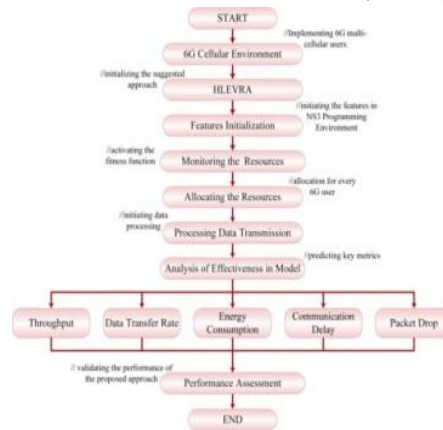 START
//Implementing 6G multi-
cellular users
6G Cellular Environment
//initializing the suggested
approach
HLEVRA
//initiating the features in
NS3 Programming
Environment
Features Initialization
//activating the
fitness function
Monitoring the Resources
//allocation for every
6G user
Allocating the Resources
//initiating data
processing
Processing Data Transmission
//predicting key metrics
Analysis of Effectiveness in Model
Throughput
Data Transfer Rate
Energy
Consumption
Communication
Delay
Packet Drop
// validating the performance of
the proposed approach
Performance Assessment
END